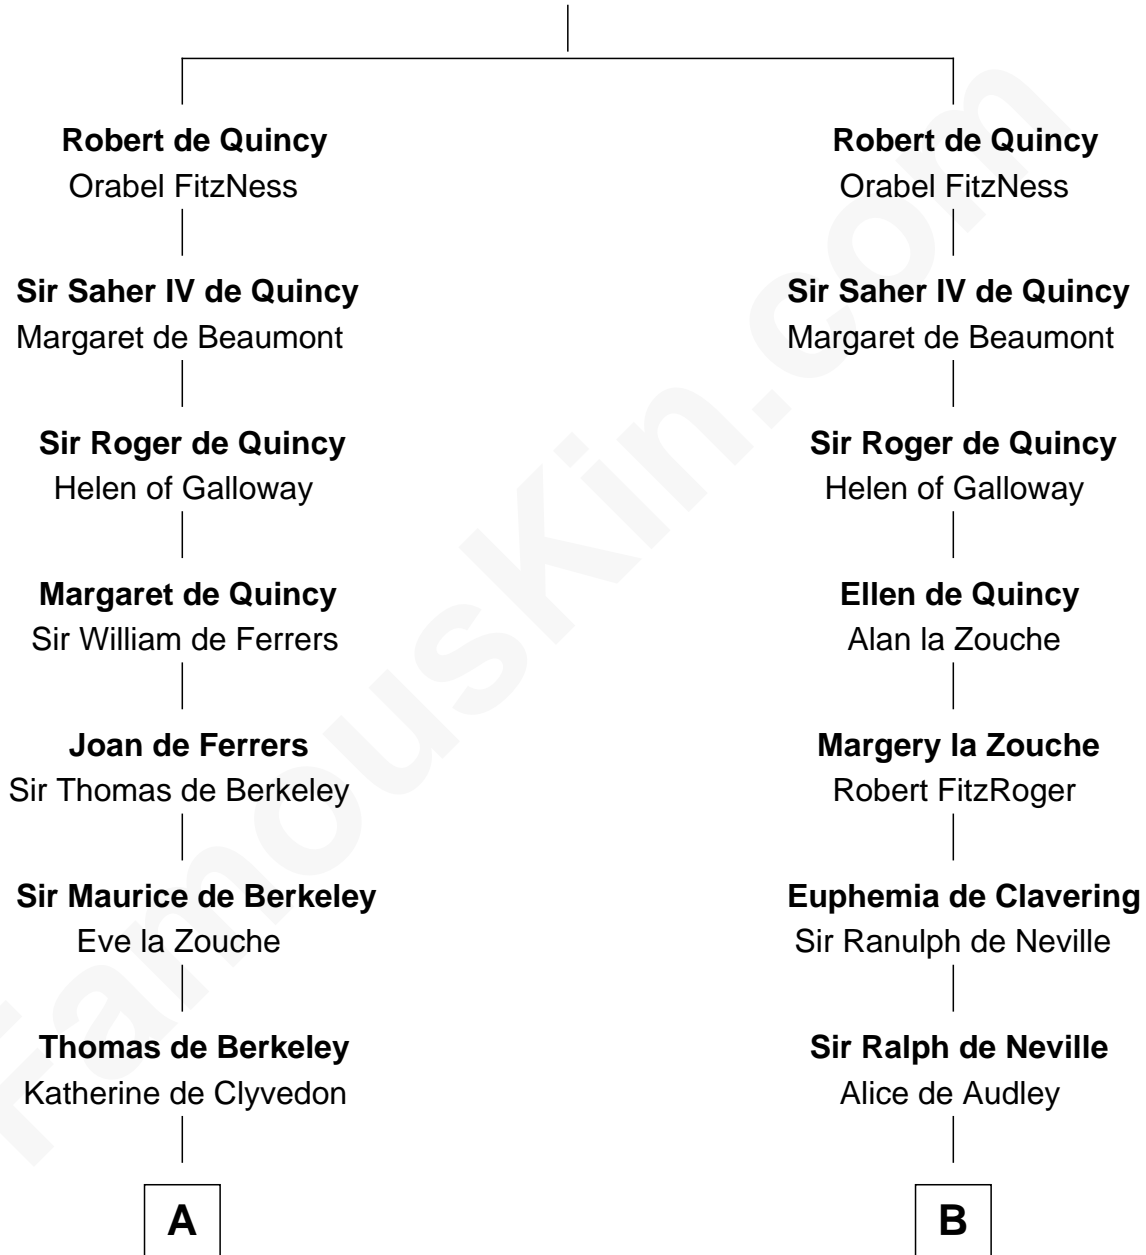 Robert de Quincy
Orabel FitzNess
Sir Saher IV de Quincy
Margaret de Beaumont
Sir Roger de Quincy
Helen of Galloway
Margaret de Quincy
Sir William de Ferrers
Joan de Ferrers
Sir Thomas de Berkeley
Sir Maurice de Berkeley
Eve la Zouche
Thomas de Berkeley
Katherine de Clyvedon
A
Robert de Quincy
Orabel FitzNess
Sir Saher IV de Quincy
Margaret de Beaumont
Sir Roger de Quincy
Helen of Galloway
Ellen de Quincy
Alan la Zouche
Margery la Zouche
Robert FitzRoger
Euphemia de Clavering
Sir Ranulph de Neville
Sir Ralph de Neville
Alice de Audley
B
FamousKin.com